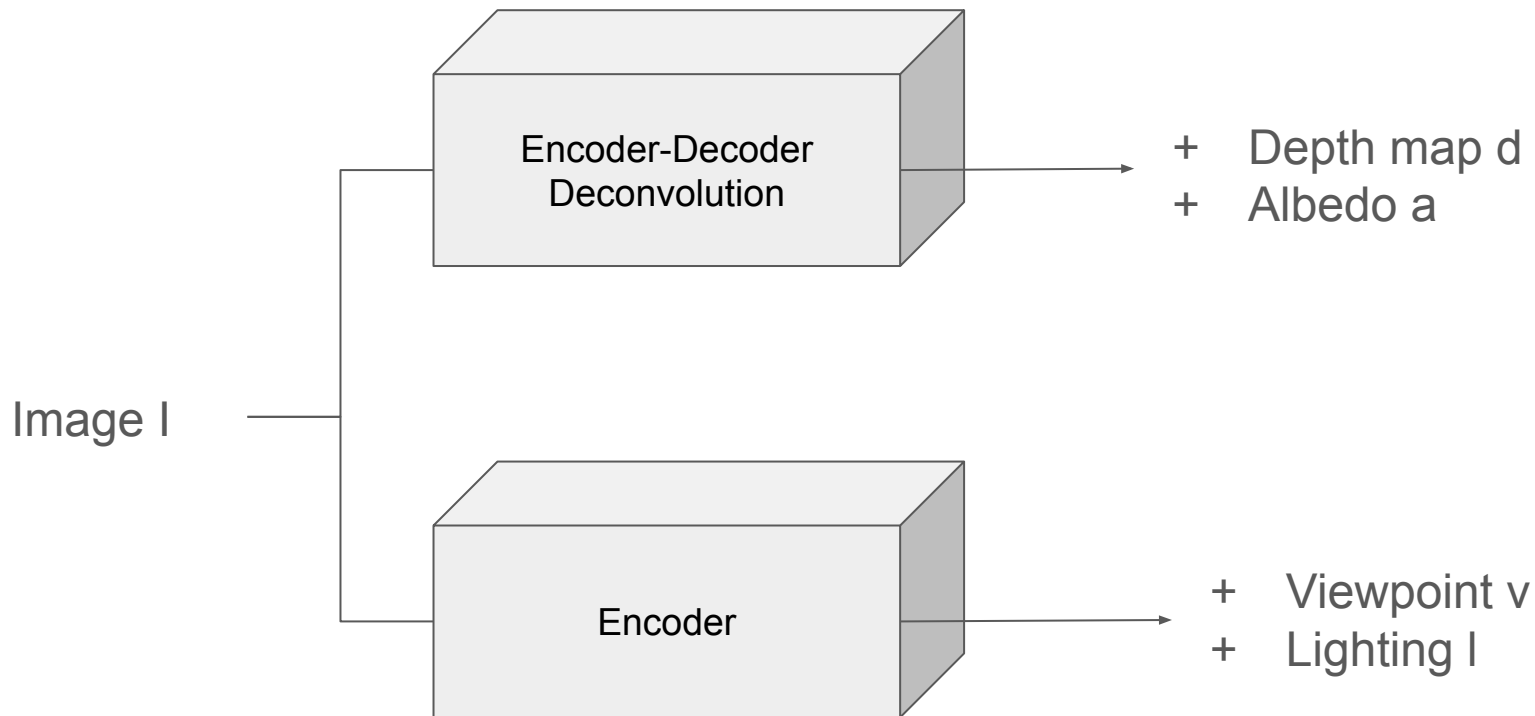 Encoder-Decoder
Deconvolution
+ Depth map d
+ Albedo a
Image I
Encoder
+ Viewpoint v
+ Lighting l